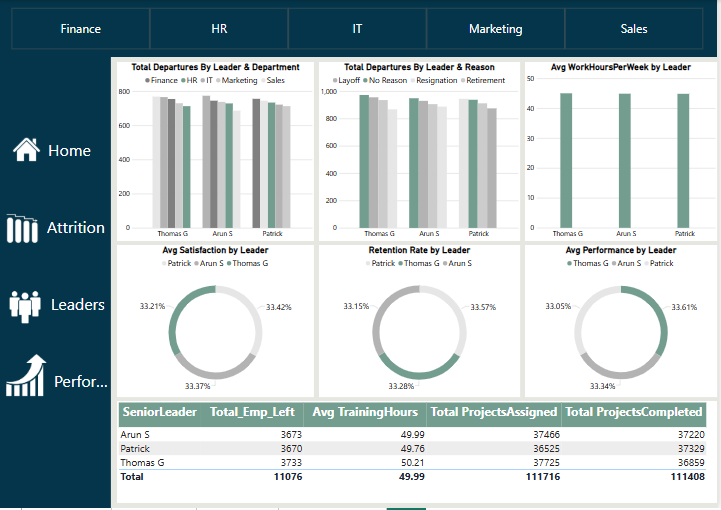 Finance HR IT Marketing Sales
Home
Attrition
Leaders
Perfor...
Total Departures By Leader & Department
Finance HR IT Marketing Sales
800
600
400
200
0
Thomas G Arun S Patrick
Total Departures By Leader & Reason
Layoff No Reason Resignation Retirement
1,000
800
600
400
200
0
Thomas G Arun S Patrick
Avg WorkHoursPerWeek by Leader
50
40
30
20
10
0
Thomas G Arun S Patrick
Avg Satisfaction by Leader
Patrick Arun S Thomas G
33.21% 33.42%
33.37%
Retention Rate by Leader
Patrick Thomas G Arun S
33.15% 33.57%
33.28%
Avg Performance by Leader
Thomas G Arun S Patrick
33.05% 33.61%
33.34%
SeniorLeader Total_Emp_Left Avg TrainingHours Total ProjectsAssigned Total ProjectsCompleted
Arun S 3673 49.99 37466 37220
Patrick 3670 49.76 36525 37329
Thomas G 3733 50.21 37725 36859
Total 11076 49.99 111716 111408